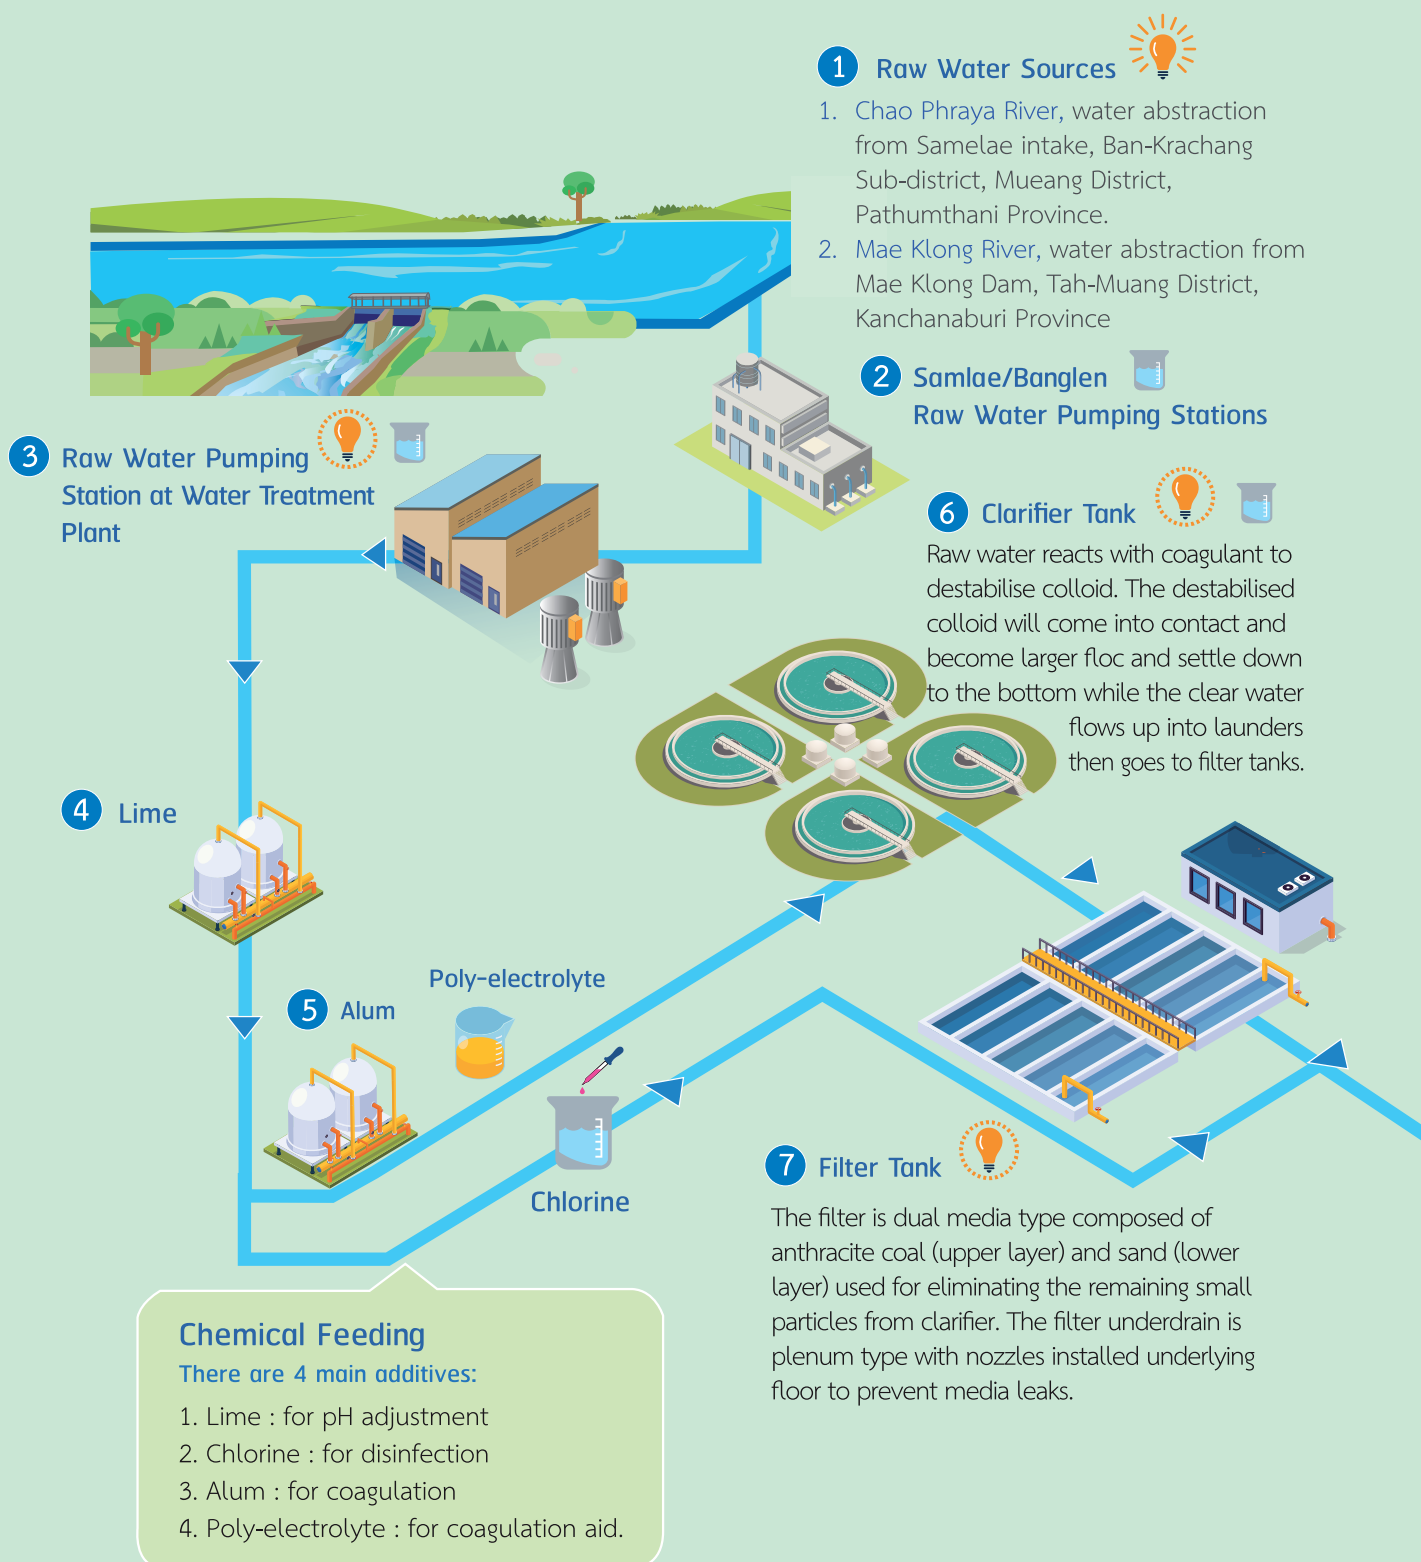 1 Raw Water Sources
1. Chao Phraya River, water abstraction
from Samelae intake, Ban-Krachang
Sub-district, Mueang District,
Pathumthani Province.
2. Mae Klong River, water abstraction from
Mae Klong Dam, Tah-Muang District,
Kanchanaburi Province
2 Samlae/Banglen
Raw Water Pumping Stations
3 Raw Water Pumping
Station at Water Treatment
Plant
6 Clarifier Tank
Raw water reacts with coagulant to
destabilise colloid. The destabilised
colloid will come into contact and
become larger floc and settle down
to the bottom while the clear water
flows up into launders
then goes to filter tanks.
4 Lime
5 Alum
Poly-electrolyte
Chlorine
7 Filter Tank
The filter is dual media type composed of
anthracite coal (upper layer) and sand (lower
layer) used for eliminating the remaining small
particles from clarifier. The filter underdrain is
plenum type with nozzles installed underlying
floor to prevent media leaks.
Chemical Feeding
There are 4 main additives:
1. Lime : for pH adjustment
2. Chlorine : for disinfection
3. Alum : for coagulation
4. Poly-electrolyte : for coagulation aid.